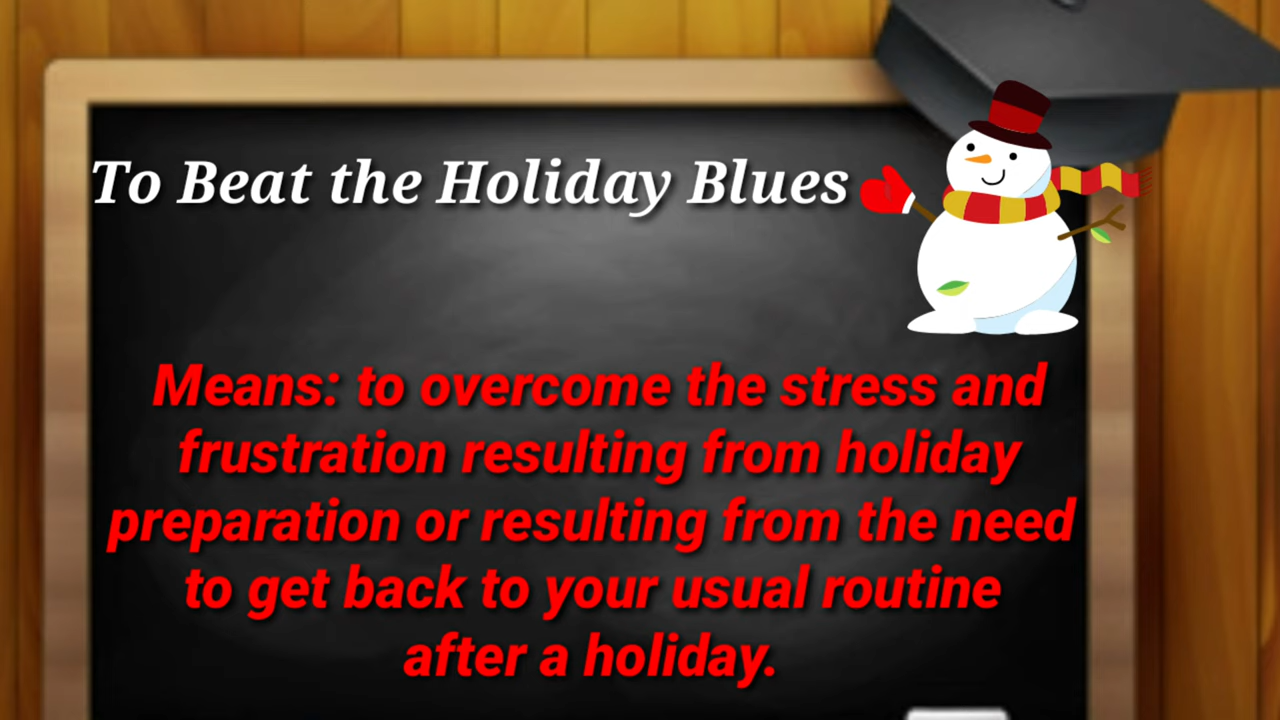 To Beat the Holiday Blues
Means: to overcome the stress and
frustration resulting from holiday
preparation or resulting from the need
to get back to your usual routine
after a holiday.